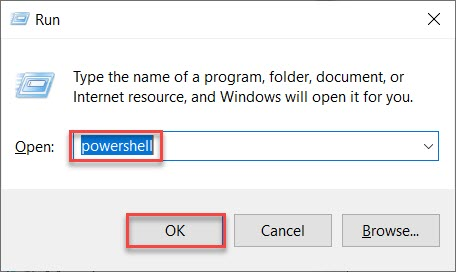 Run
Type the name of a program, folder, document, or
Internet resource, and Windows will open it for you.
Open: powershell
OK Cancel Browse...